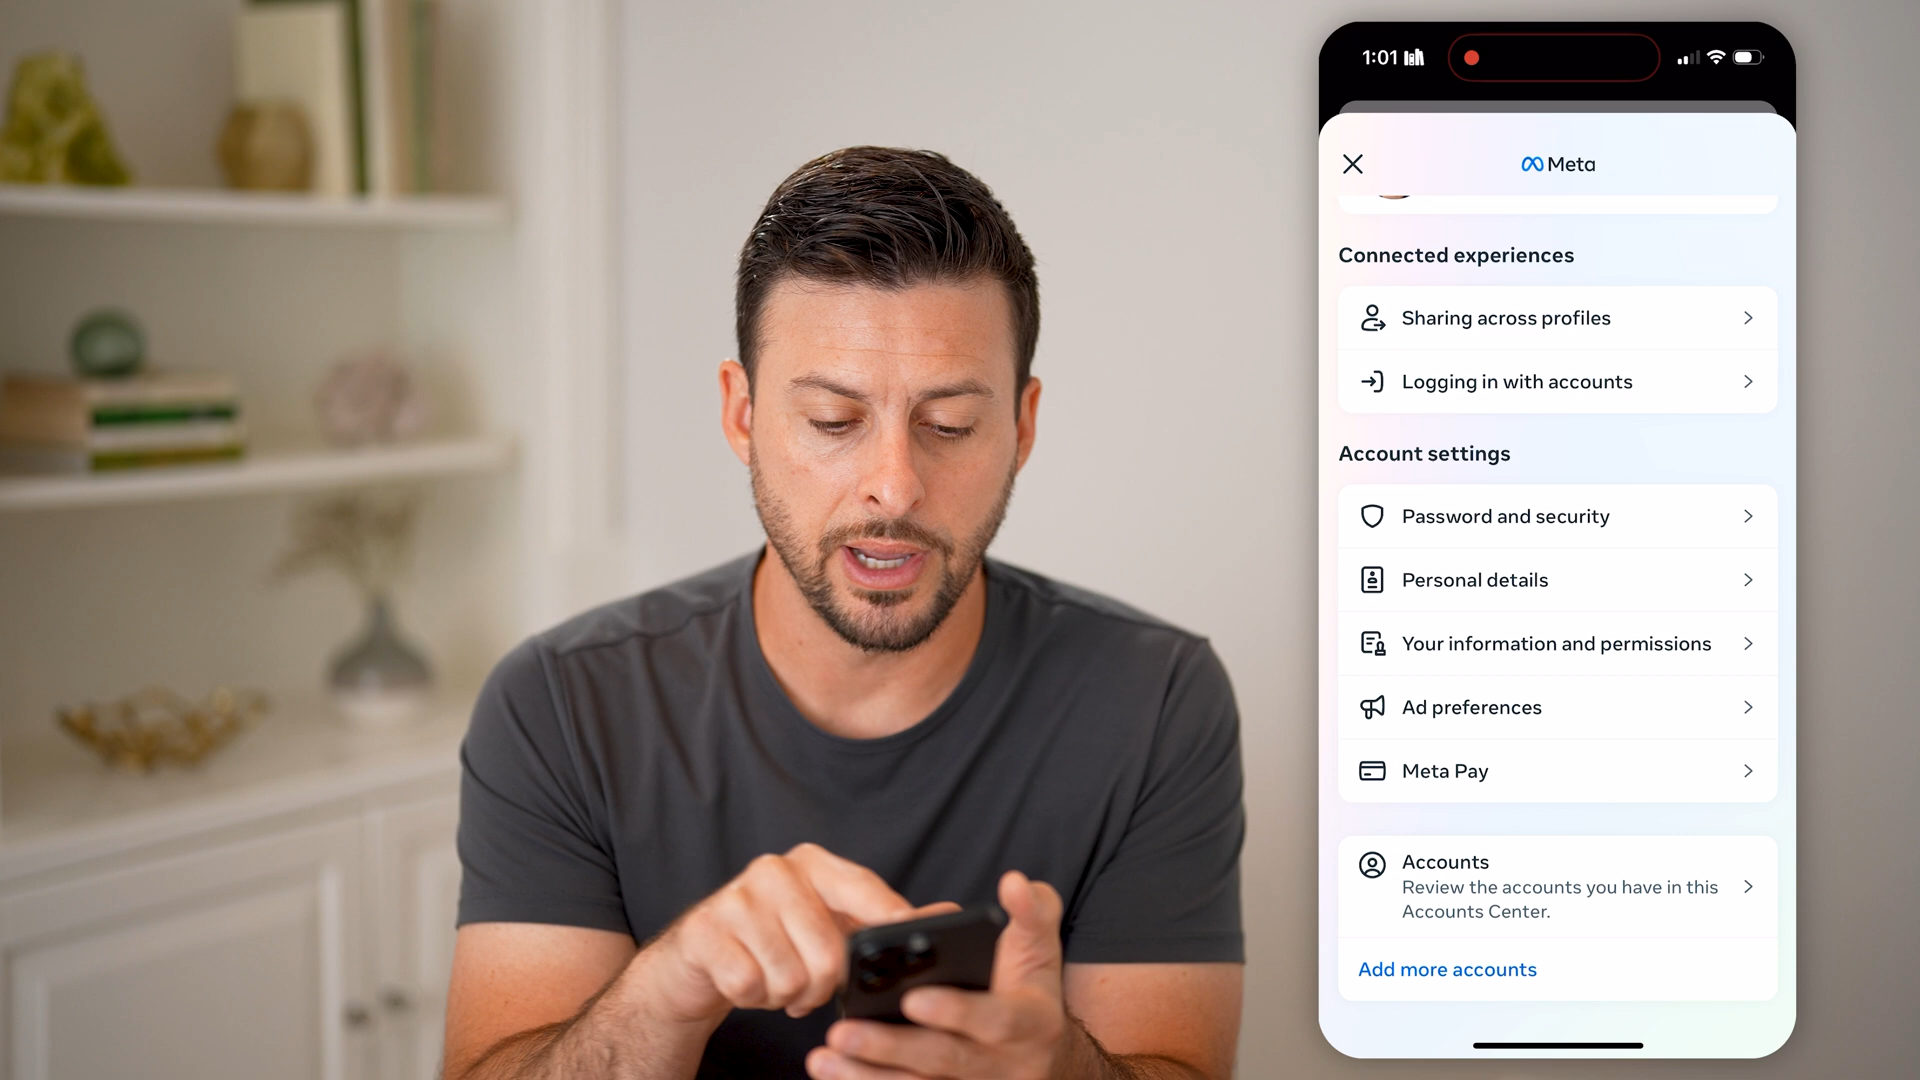 1:01
Meta
Connected experiences
Sharing across profiles
Logging in with accounts
Account settings
Password and security
Personal details
Your information and permissions
Ad preferences
Meta Pay
Accounts
Review the accounts you have in this
Accounts Center.
Add more accounts